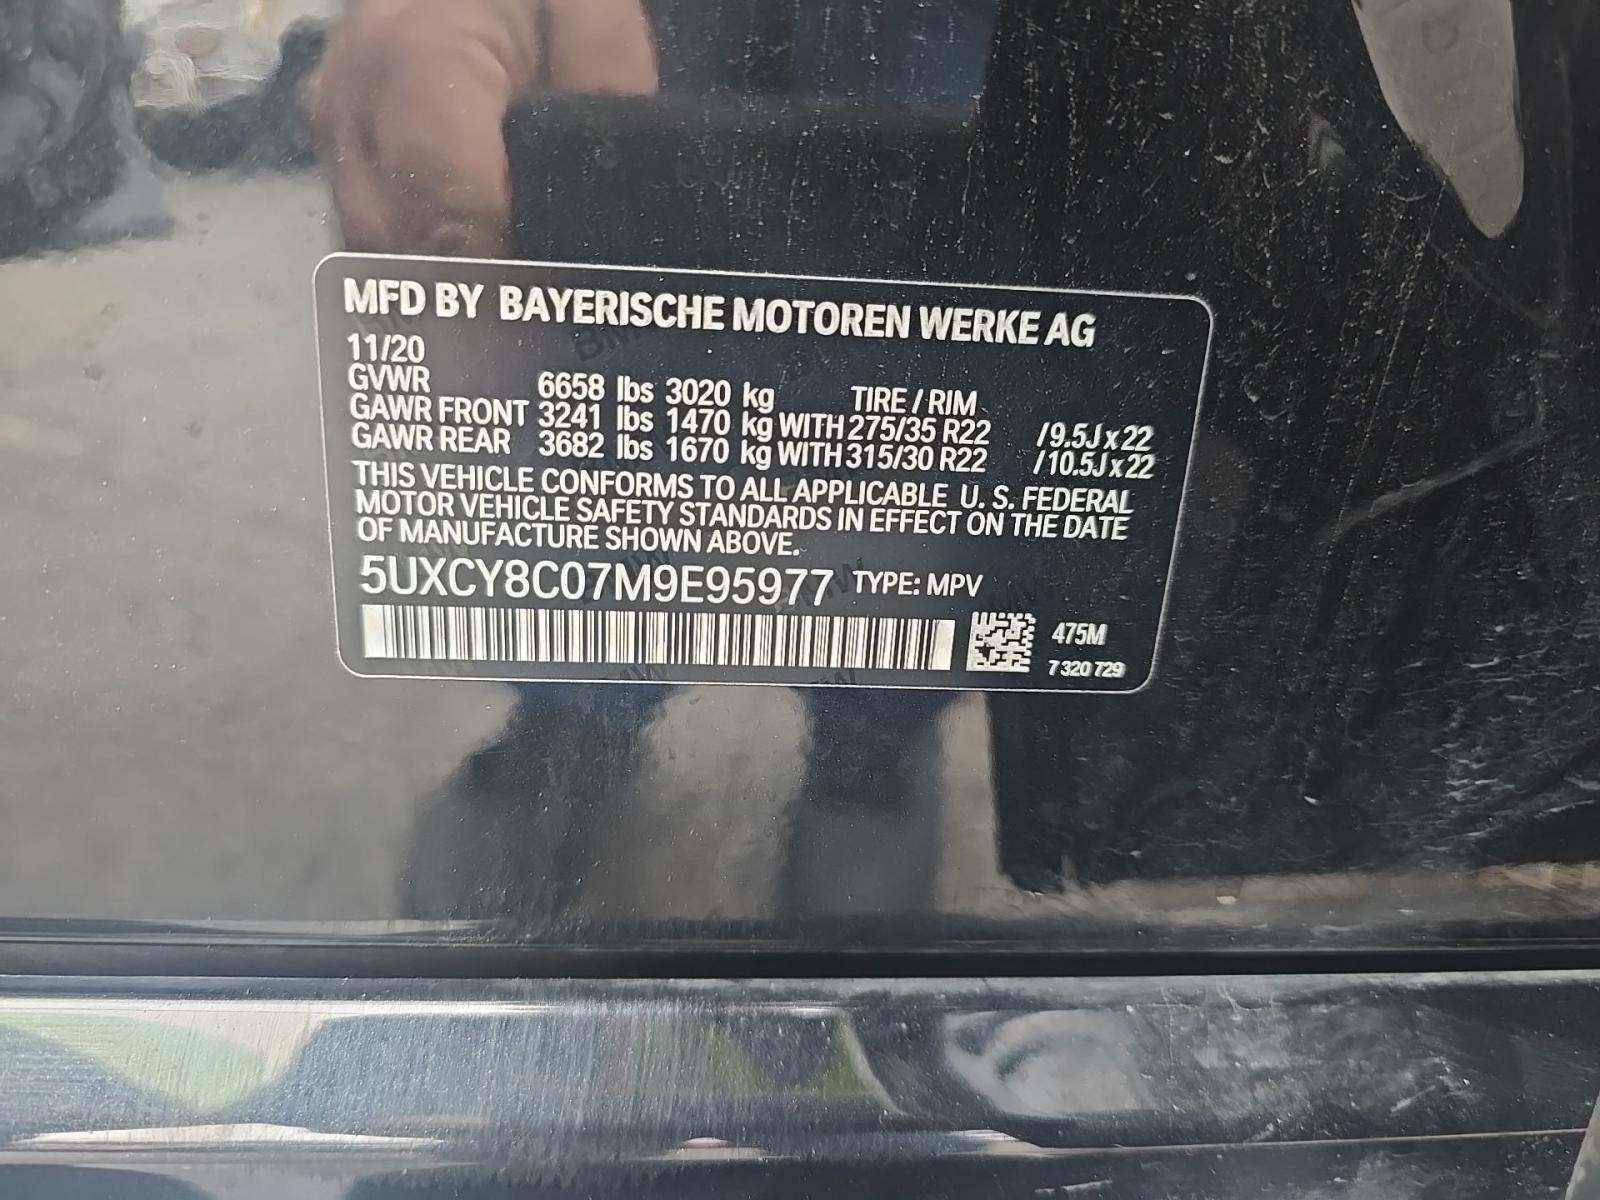 MFD BY BAYERISCHE MOTOREN WERKE AG
11/20
GVWR 6658 lbs 3020 kg TIRE / RIM
GAWR FRONT 3241 lbs 1470 kg WITH 275/35 R22 /9.5J x 22
GAWR REAR 3682 lbs 1670 kg WITH 315/30 R22 /10.5J x 22
THIS VEHICLE CONFORMS TO ALL APPLICABLE U. S. FEDERAL
MOTOR VEHICLE SAFETY STANDARDS IN EFFECT ON THE DATE
OF MANUFACTURE SHOWN ABOVE.
5UXCY8C07M9E95977 TYPE: MPV
475M
7 320 729